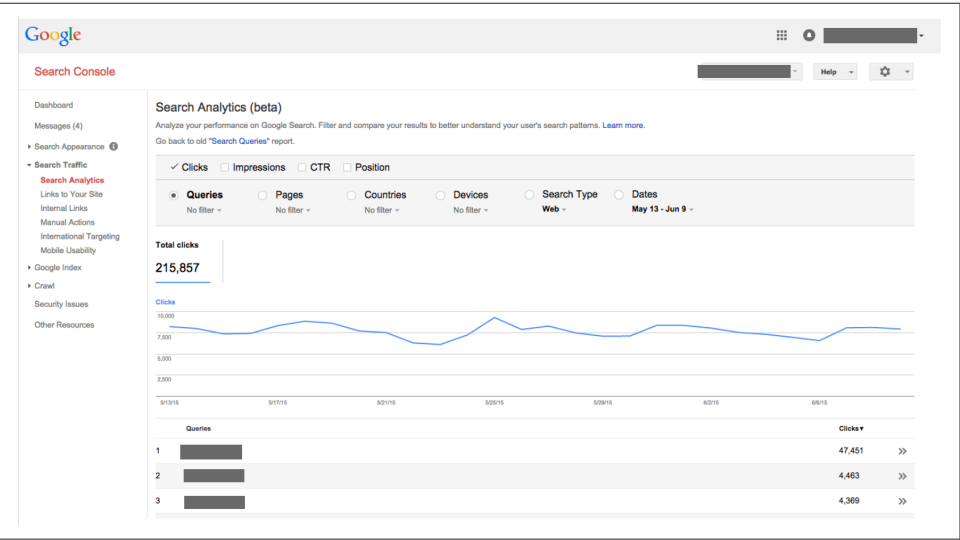 Google
Search Console
Help
Dashboard
Messages (4)
Search Appearance
Search Traffic
Search Analytics
Links to Your Site
Internal Links
Manual Actions
International Targeting
Mobile Usability
Google Index
Crawl
Security Issues
Other Resources
Search Analytics (beta)
Analyze your performance on Google Search. Filter and compare your results to better understand your user's search patterns. Learn more.
Go back to old "Search Queries" report.
Clicks Impressions CTR Position
Queries Pages Countries Devices Search Type Dates
No filter No filter No filter No filter Web May 13 - Jun 9
Total clicks
215,857
Clicks
10,000
7,500
5,000
2,500
5/13/15 5/17/15 5/21/15 5/25/15 5/29/15 6/2/15 6/6/15
Queries Clicks▼
1 47,451 »
2 4,463 »
3 4,369 »